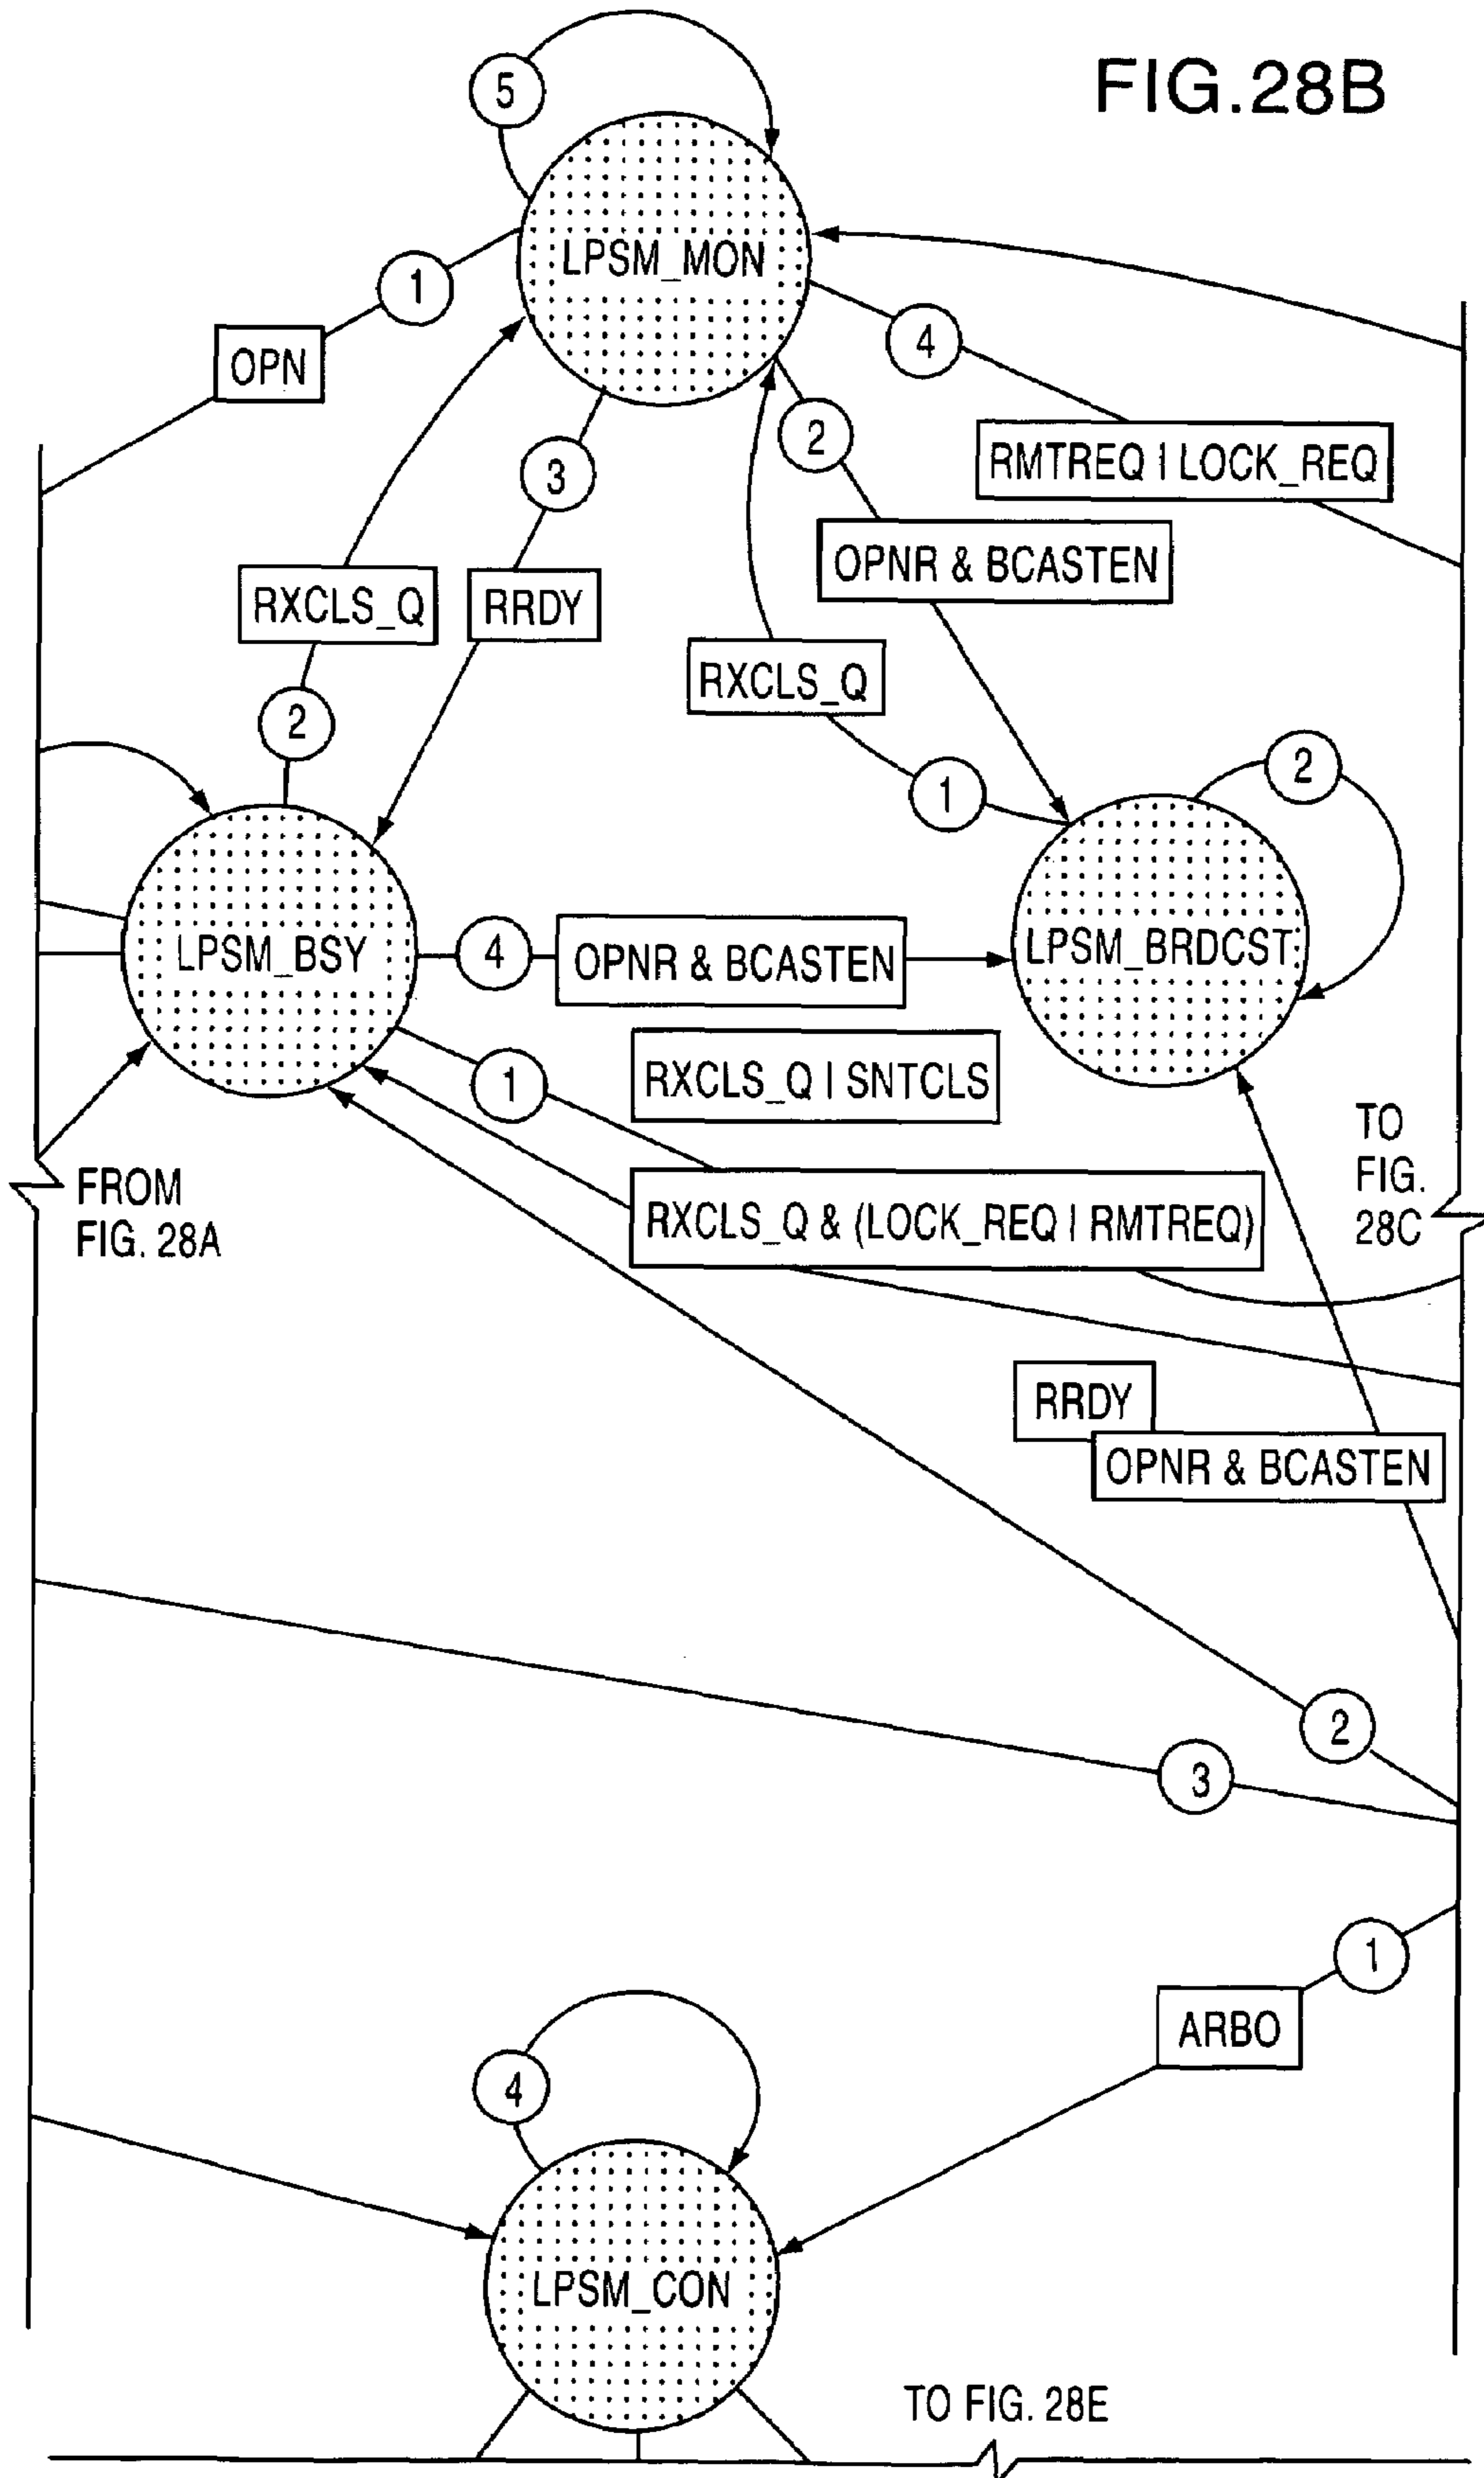 FIG.28B
5
LPSM_MON
1
OPN
4
2
3
RMTREQ | LOCK_REQ
OPNR & BCASTEN
RXCLS_Q
RRDY
RXCLS_Q
2
1
2
LPSM_BSY
4
OPNR & BCASTEN
LPSM_BRDCST
1
RXCLS_Q | SNTCLS
TO
FIG.
28C
FROM
FIG. 28A
RXCLS_Q & (LOCK_REQ | RMTREQ)
RRDY
OPNR & BCASTEN
2
3
1
ARBO
4
LPSM_CON
TO FIG. 28E